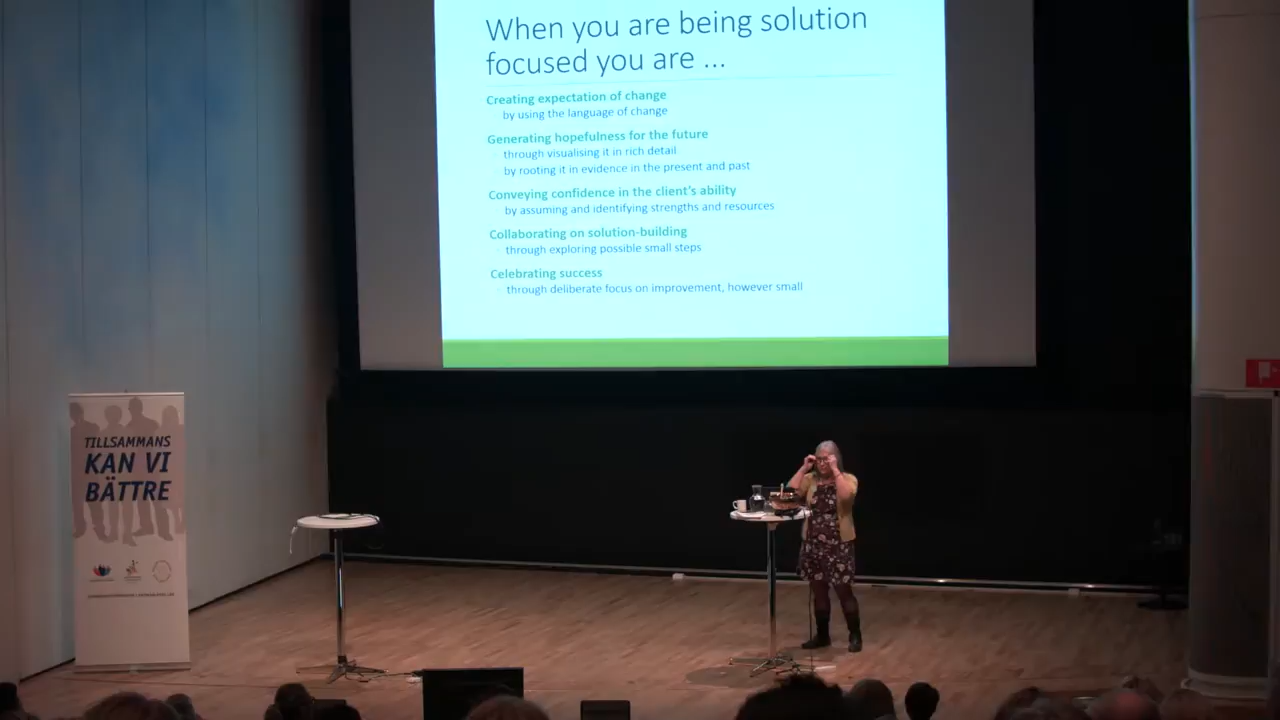 When you are being solution
focused you are ...
Creating expectation of change
by using the language of change
Generating hopefulness for the future
through visualising it in rich detail
by rooting it in evidence in the present and past
Conveying confidence in the client's ability
by assuming and identifying strengths and resources
Collaborating on solution-building
through exploring possible small steps
Celebrating success
through deliberate focus on improvement, however small
TILLSAMMANS
KAN VI
BÄTTRE